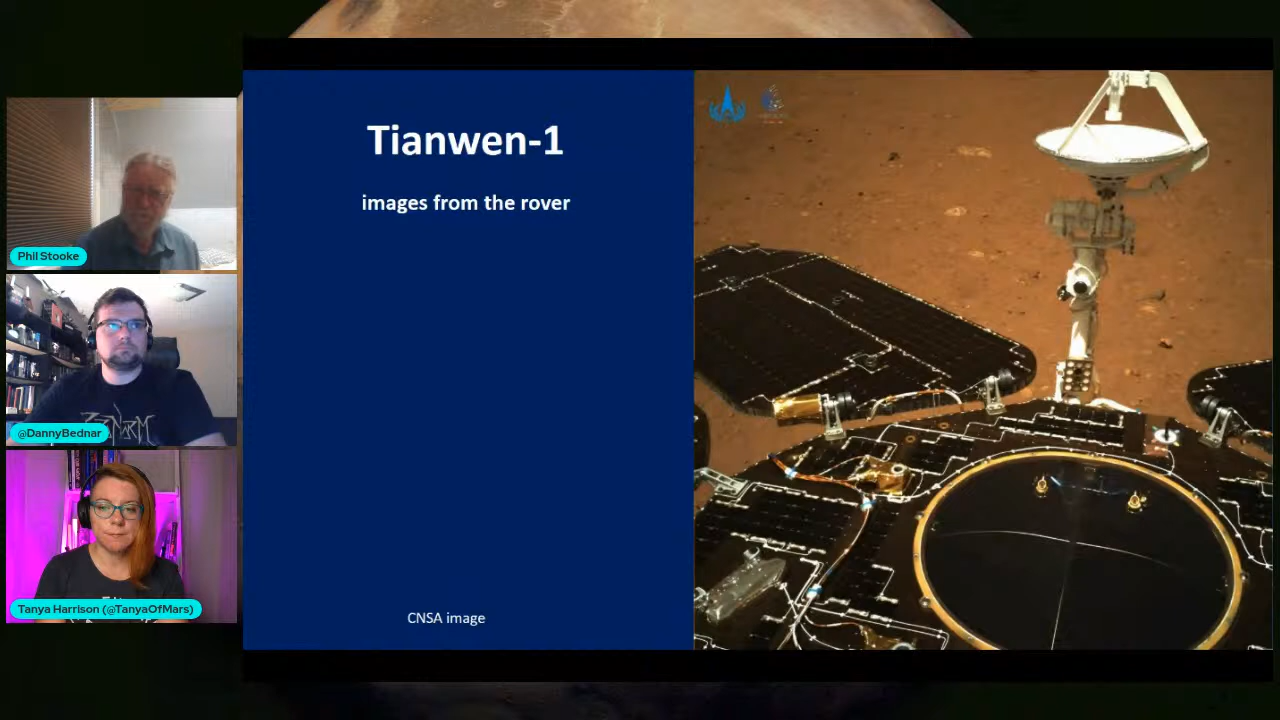 Tianwen-1
images from the rover
CNSA image
Phil Stooke
@DannyBednar
Tanya Harrison (@TanyaOfMars)